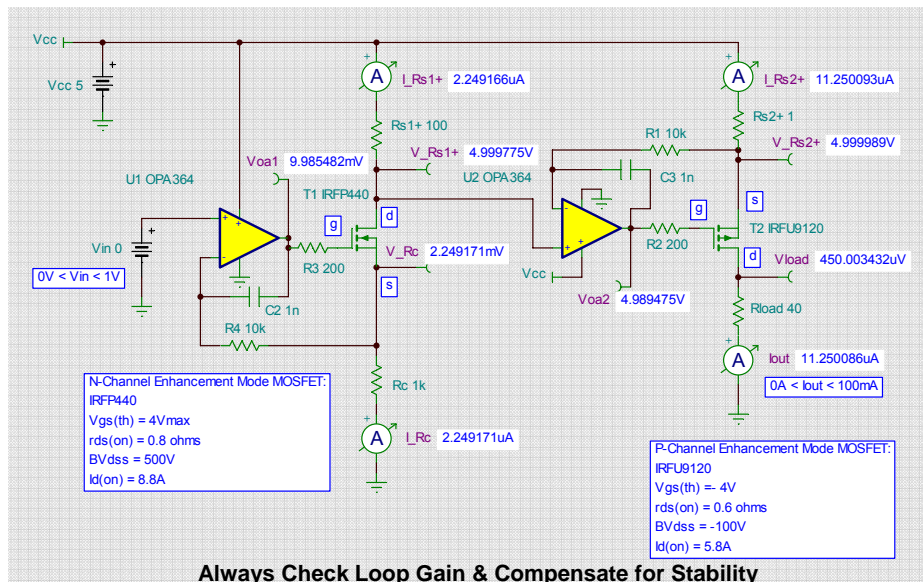 Vcc
Vcc 5
+
A
I_Rs1+ 2.249166uA
+
A
I_Rs2+ 11.250093uA
+
Rs1+ 100
Rs2+ 1
R1 10k
V_Rs1+ 4.999775V
V_Rs2+ 4.999989V
Voa1 9.985482mV
U1 OPA364
T1 IRFP440
U2 OPA364
C3 1n
g
d
s
g
s
T2 IRFU9120
R2 200
Vin 0
+
0V < Vin < 1V
R3 200
V_Rc 2.249171mV
d
Vload 450.003432uV
Vcc
Voa2 4.989475V
C2 1n
R4 10k
Rload 40
Rc 1k
+
A
Iout 11.250086uA
0A < Iout < 100mA
+
A
I_Rc 2.249171uA
N-Channel Enhancement Mode MOSFET:
IRFP440
Vgs(th) = 4Vmax
rds(on) = 0.8 ohms
BVdss = 500V
Id(on) = 8.8A
P-Channel Enhancement Mode MOSFET:
IRFU9120
Vgs(th) =- 4V
rds(on) = 0.6 ohms
BVdss = -100V
Id(on) = 5.8A
Always Check Loop Gain & Compensate for Stability